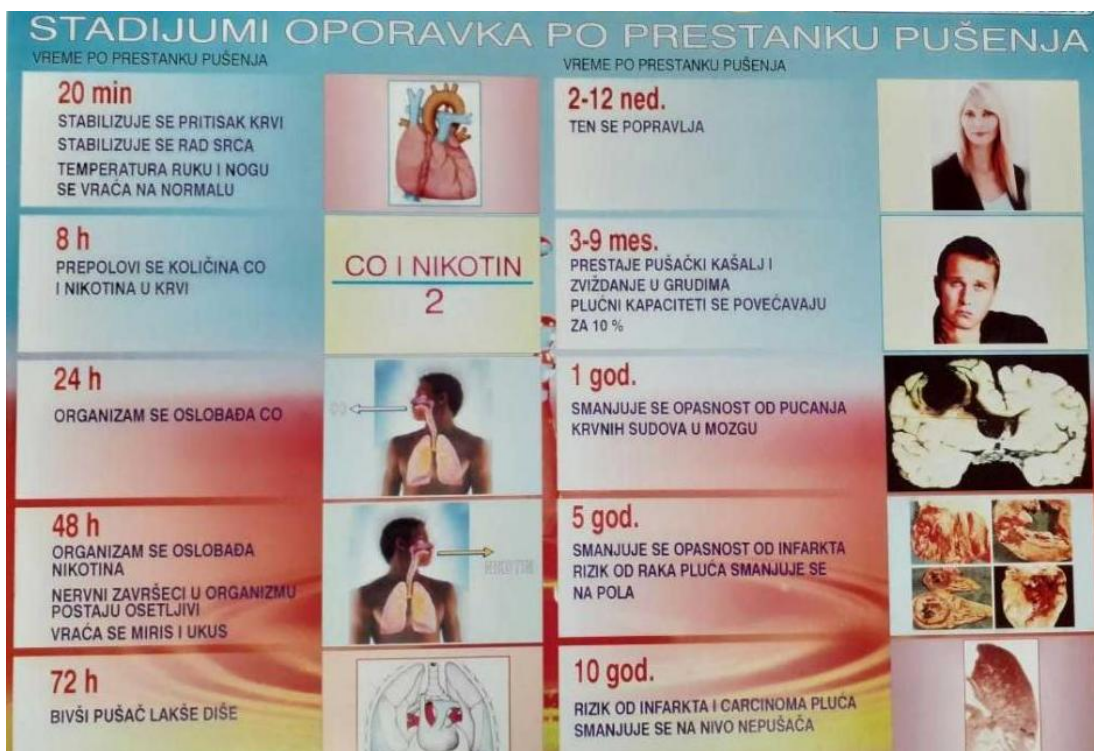 STADIJUMI OPORAVKA PO PRESTANKU PUŠENJA
VREME PO PRESTANKU PUŠENJA
20 min
STABILIZUJE SE PRITISAK KRVI
STABILIZUJE SE RAD SRCA
TEMPERATURA RUKU I NOGU
SE VRAĆA NA NORMALU
8 h
PREPOLOVI SE KOLIČINA CO
I NIKOTINA U KRVI
CO I NIKOTIN
2
24 h
ORGANIZAM SE OSLOBAĐA CO
CO
48 h
ORGANIZAM SE OSLOBAĐA
NIKOTINA
NERVNI ZAVRŠECI U ORGANIZMU
POSTAJU OSETLJIVI
VRAĆA SE MIRIS I UKUS
NIKOTIN
72 h
BIVŠI PUŠAČ LAKŠE DIŠE
VREME PO PRESTANKU PUŠENJA
2-12 ned.
TEN SE POPRAVLJA
3-9 mes.
PRESTAJE PUŠAČKI KAŠALJ I
ZVIŽDANJE U GRUDIMA
PLUĆNI KAPACITETI SE POVEĆAVAJU
ZA 10 %
1 god.
SMANJUJE SE OPASNOST OD PUCANJA
KRVNIH SUDOVA U MOZGU
5 god.
SMANJUJE SE OPASNOST OD INFARKTA
RIZIK OD RAKA PLUĆA SMANJUJE SE
NA POLA
10 god.
RIZIK OD INFARKTA I CARCINOMA PLUĆA
SMANJUJE SE NA NIVO NEPUŠAČA